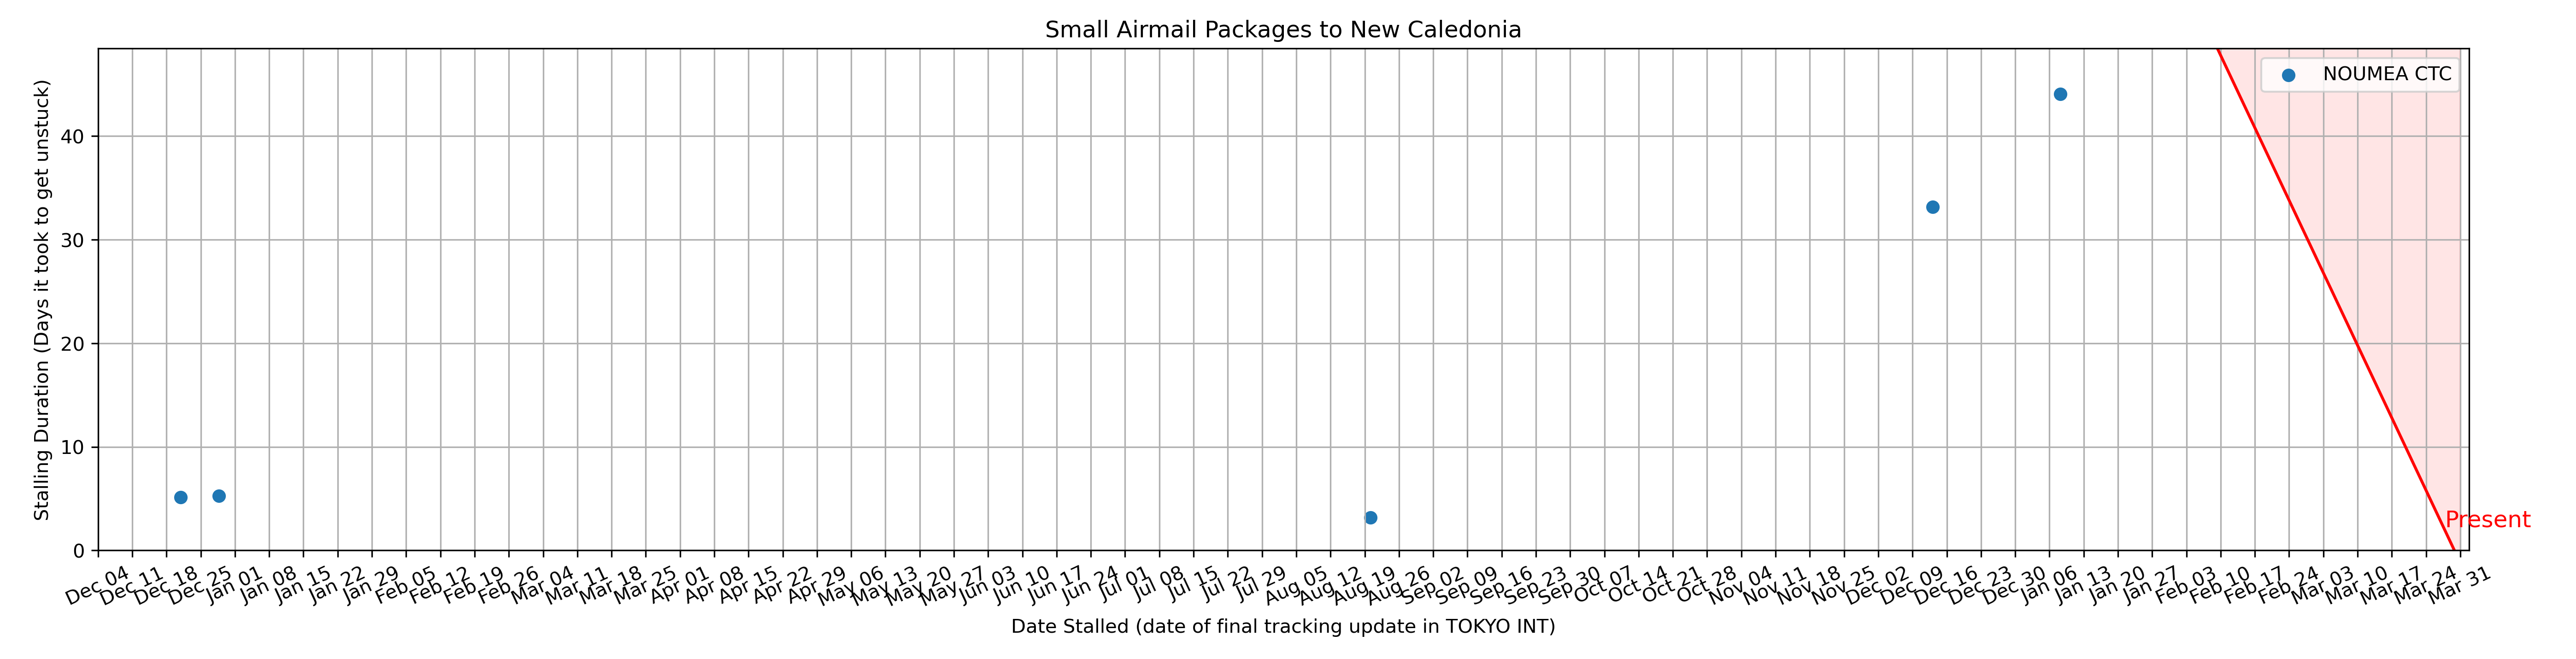 Small Airmail Packages to New Caledonia
NOUMEA CTC
Stalling Duration (Days it took to get unstuck)
40
30
20
10
0
Present
Dec 04 Dec 11 Dec 18 Dec 25 Jan 01 Jan 08 Jan 15 Jan 22 Jan 29 Feb 05 Feb 12 Feb 19 Feb 26 Mar 04 Mar 11 Mar 18 Mar 25 Apr 01 Apr 08 Apr 15 Apr 22 Apr 29 May 06 May 13 May 20 May 27 Jun 03 Jun 10 Jun 17 Jun 24 Jul 01 Jul 08 Jul 15 Jul 22 Jul 29 Aug 05 Aug 12 Aug 19 Aug 26 Sep 02 Sep 09 Sep 16 Sep 23 Sep 30 Oct 07 Oct 14 Oct 21 Oct 28 Nov 04 Nov 11 Nov 18 Nov 25 Dec 02 Dec 09 Dec 16 Dec 23 Dec 30 Jan 06 Jan 13 Jan 20 Jan 27 Feb 03 Feb 10 Feb 17 Feb 24 Mar 03 Mar 10 Mar 17 Mar 24 Mar 31
Date Stalled (date of final tracking update in TOKYO INT)